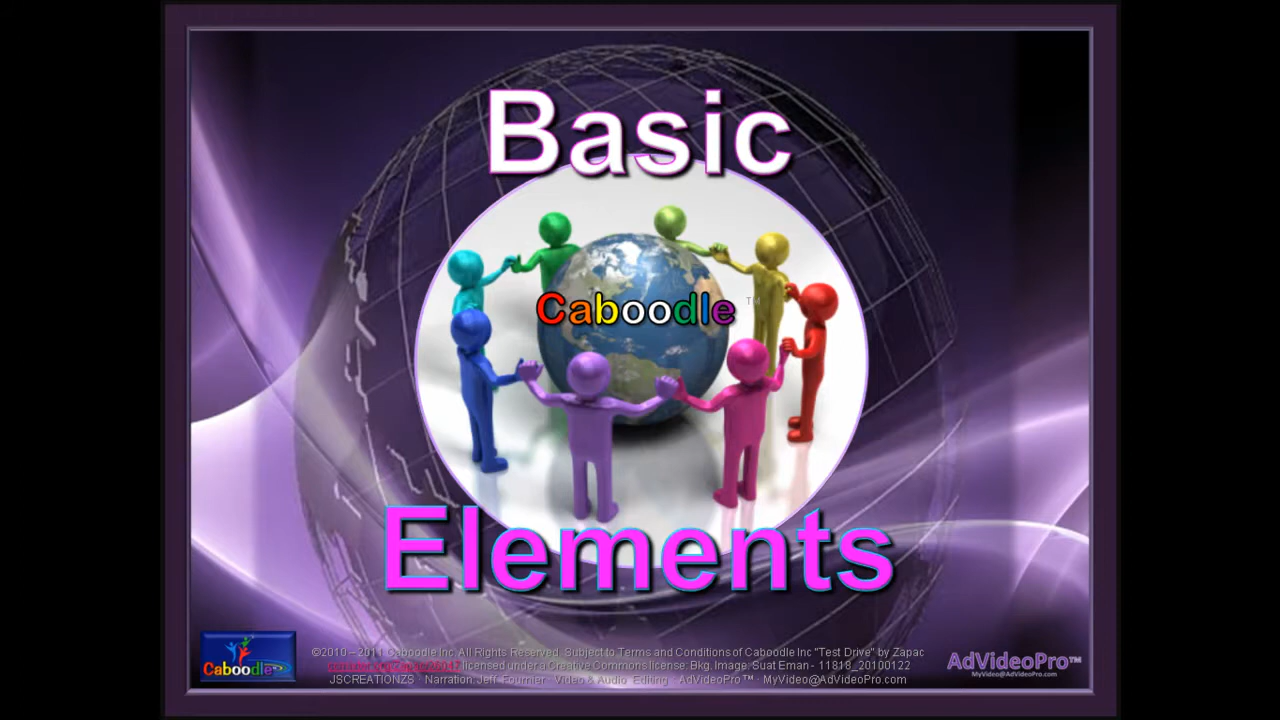 Basic
Caboodle ™
Elements
Caboodle
©2010 – 2011 Caboodle Inc. All Rights Reserved. Subject to Terms and Conditions of Caboodle Inc "Test Drive" by Zapac
licensed under a Creative Commons license: Bkg. Image: Suat Eman - 11818_20100122
JSCREATIONZS · Narration: Jeff Fournier · Video & Audio Editing · AdVideoPro™ · MyVideo@AdVideoPro.com
AdVideoPro™
MyVideo@AdVideoPro.com